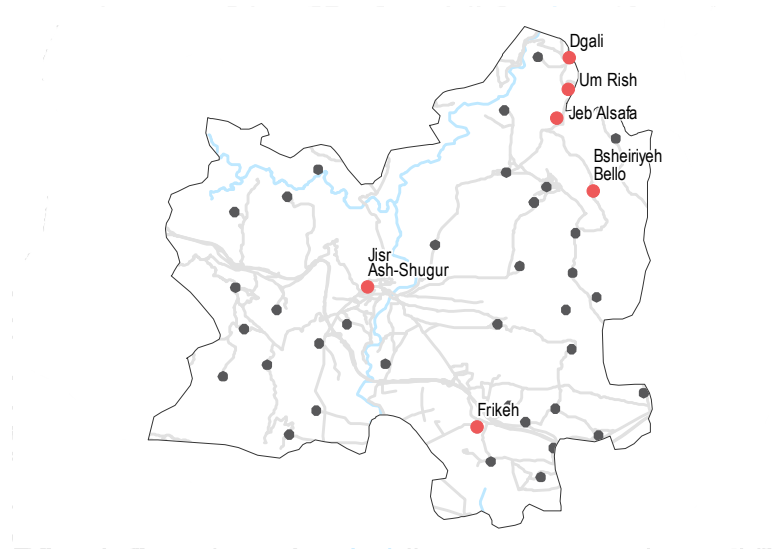 Dgali
Um Rish
Jeb Alsafa
Bsheiriyeh
Bello
Jisr
Ash-Shugur
Frikeh